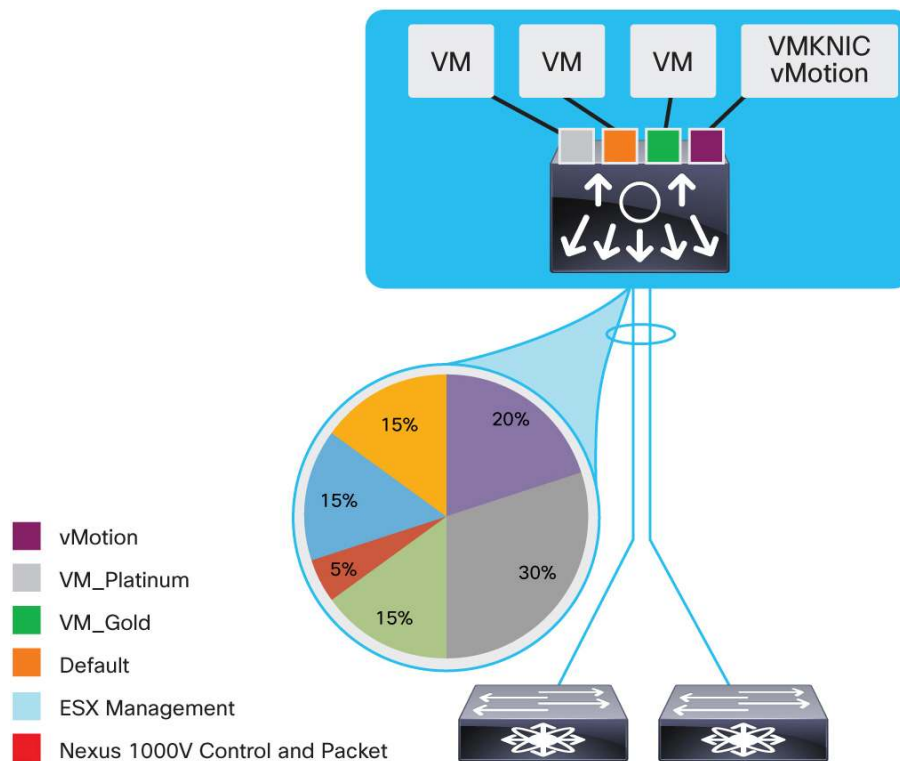 VM
VM
VM
VMKNIC
vMotion
15%
20%
15%
5%
30%
15%
vMotion
VM_Platinum
VM_Gold
Default
ESX Management
Nexus 1000V Control and Packet